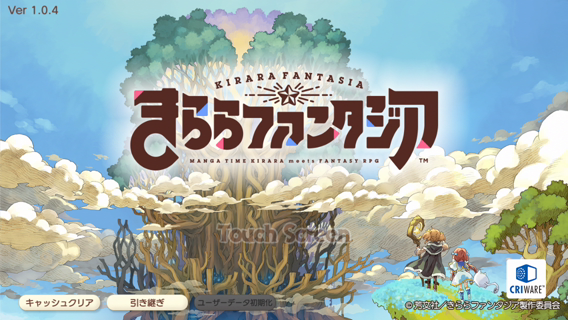 Ver 1.0.4
KIRARA FANTASIA
きららファンタジア
TM
MANGA TIME KIRARA meets FANTASY RPG
Touch Screen
キャッシュクリア
引き継ぎ
ユーザーデータ初期化
CRIWARE
© 芳文社／きららファンタジア製作委員会